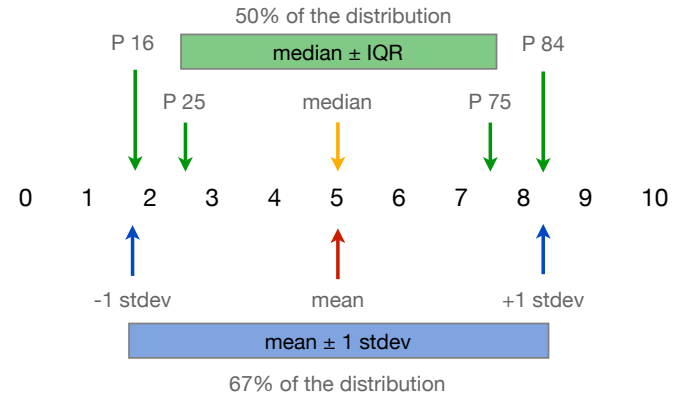 50% of the distribution
P 16
median ± IQR
P 84
P 25
median
P 75
0 1 2 3 4 5 6 7 8 9 10
-1 stdev
mean
+1 stdev
mean ± 1 stdev
67% of the distribution